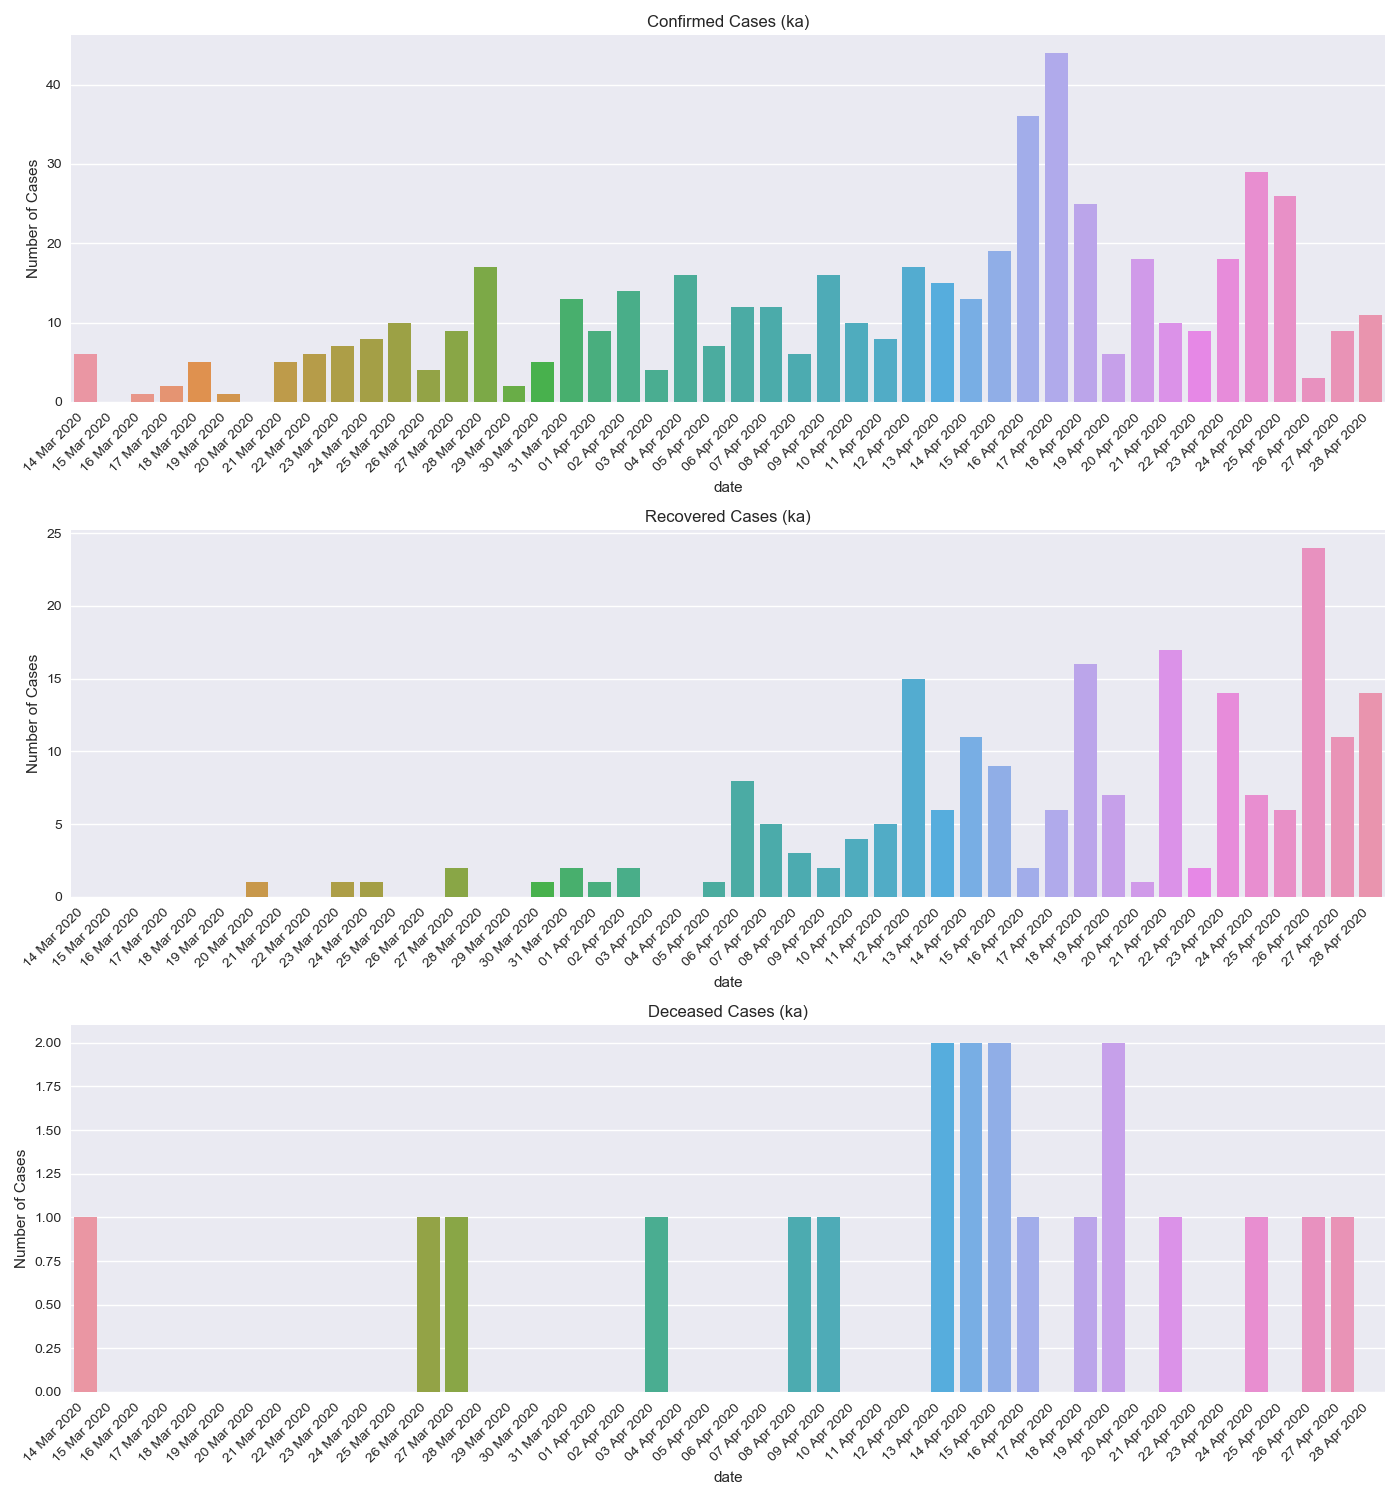 Confirmed Cases (ka)
40
30
20
10
0
Number of Cases
14 Mar 2020
15 Mar 2020
16 Mar 2020
17 Mar 2020
18 Mar 2020
19 Mar 2020
20 Mar 2020
21 Mar 2020
22 Mar 2020
23 Mar 2020
24 Mar 2020
25 Mar 2020
26 Mar 2020
27 Mar 2020
28 Mar 2020
29 Mar 2020
30 Mar 2020
31 Mar 2020
01 Apr 2020
02 Apr 2020
03 Apr 2020
04 Apr 2020
05 Apr 2020
06 Apr 2020
07 Apr 2020
08 Apr 2020
09 Apr 2020
10 Apr 2020
11 Apr 2020
12 Apr 2020
13 Apr 2020
14 Apr 2020
15 Apr 2020
16 Apr 2020
17 Apr 2020
18 Apr 2020
19 Apr 2020
20 Apr 2020
21 Apr 2020
22 Apr 2020
23 Apr 2020
24 Apr 2020
25 Apr 2020
26 Apr 2020
27 Apr 2020
28 Apr 2020
date
Recovered Cases (ka)
25
20
15
10
5
0
Number of Cases
14 Mar 2020
15 Mar 2020
16 Mar 2020
17 Mar 2020
18 Mar 2020
19 Mar 2020
20 Mar 2020
21 Mar 2020
22 Mar 2020
23 Mar 2020
24 Mar 2020
25 Mar 2020
26 Mar 2020
27 Mar 2020
28 Mar 2020
29 Mar 2020
30 Mar 2020
31 Mar 2020
01 Apr 2020
02 Apr 2020
03 Apr 2020
04 Apr 2020
05 Apr 2020
06 Apr 2020
07 Apr 2020
08 Apr 2020
09 Apr 2020
10 Apr 2020
11 Apr 2020
12 Apr 2020
13 Apr 2020
14 Apr 2020
15 Apr 2020
16 Apr 2020
17 Apr 2020
18 Apr 2020
19 Apr 2020
20 Apr 2020
21 Apr 2020
22 Apr 2020
23 Apr 2020
24 Apr 2020
25 Apr 2020
26 Apr 2020
27 Apr 2020
28 Apr 2020
date
Deceased Cases (ka)
2.00
1.75
1.50
1.25
1.00
0.75
0.50
0.25
0.00
Number of Cases
14 Mar 2020
15 Mar 2020
16 Mar 2020
17 Mar 2020
18 Mar 2020
19 Mar 2020
20 Mar 2020
21 Mar 2020
22 Mar 2020
23 Mar 2020
24 Mar 2020
25 Mar 2020
26 Mar 2020
27 Mar 2020
28 Mar 2020
29 Mar 2020
30 Mar 2020
31 Mar 2020
01 Apr 2020
02 Apr 2020
03 Apr 2020
04 Apr 2020
05 Apr 2020
06 Apr 2020
07 Apr 2020
08 Apr 2020
09 Apr 2020
10 Apr 2020
11 Apr 2020
12 Apr 2020
13 Apr 2020
14 Apr 2020
15 Apr 2020
16 Apr 2020
17 Apr 2020
18 Apr 2020
19 Apr 2020
20 Apr 2020
21 Apr 2020
22 Apr 2020
23 Apr 2020
24 Apr 2020
25 Apr 2020
26 Apr 2020
27 Apr 2020
28 Apr 2020
date